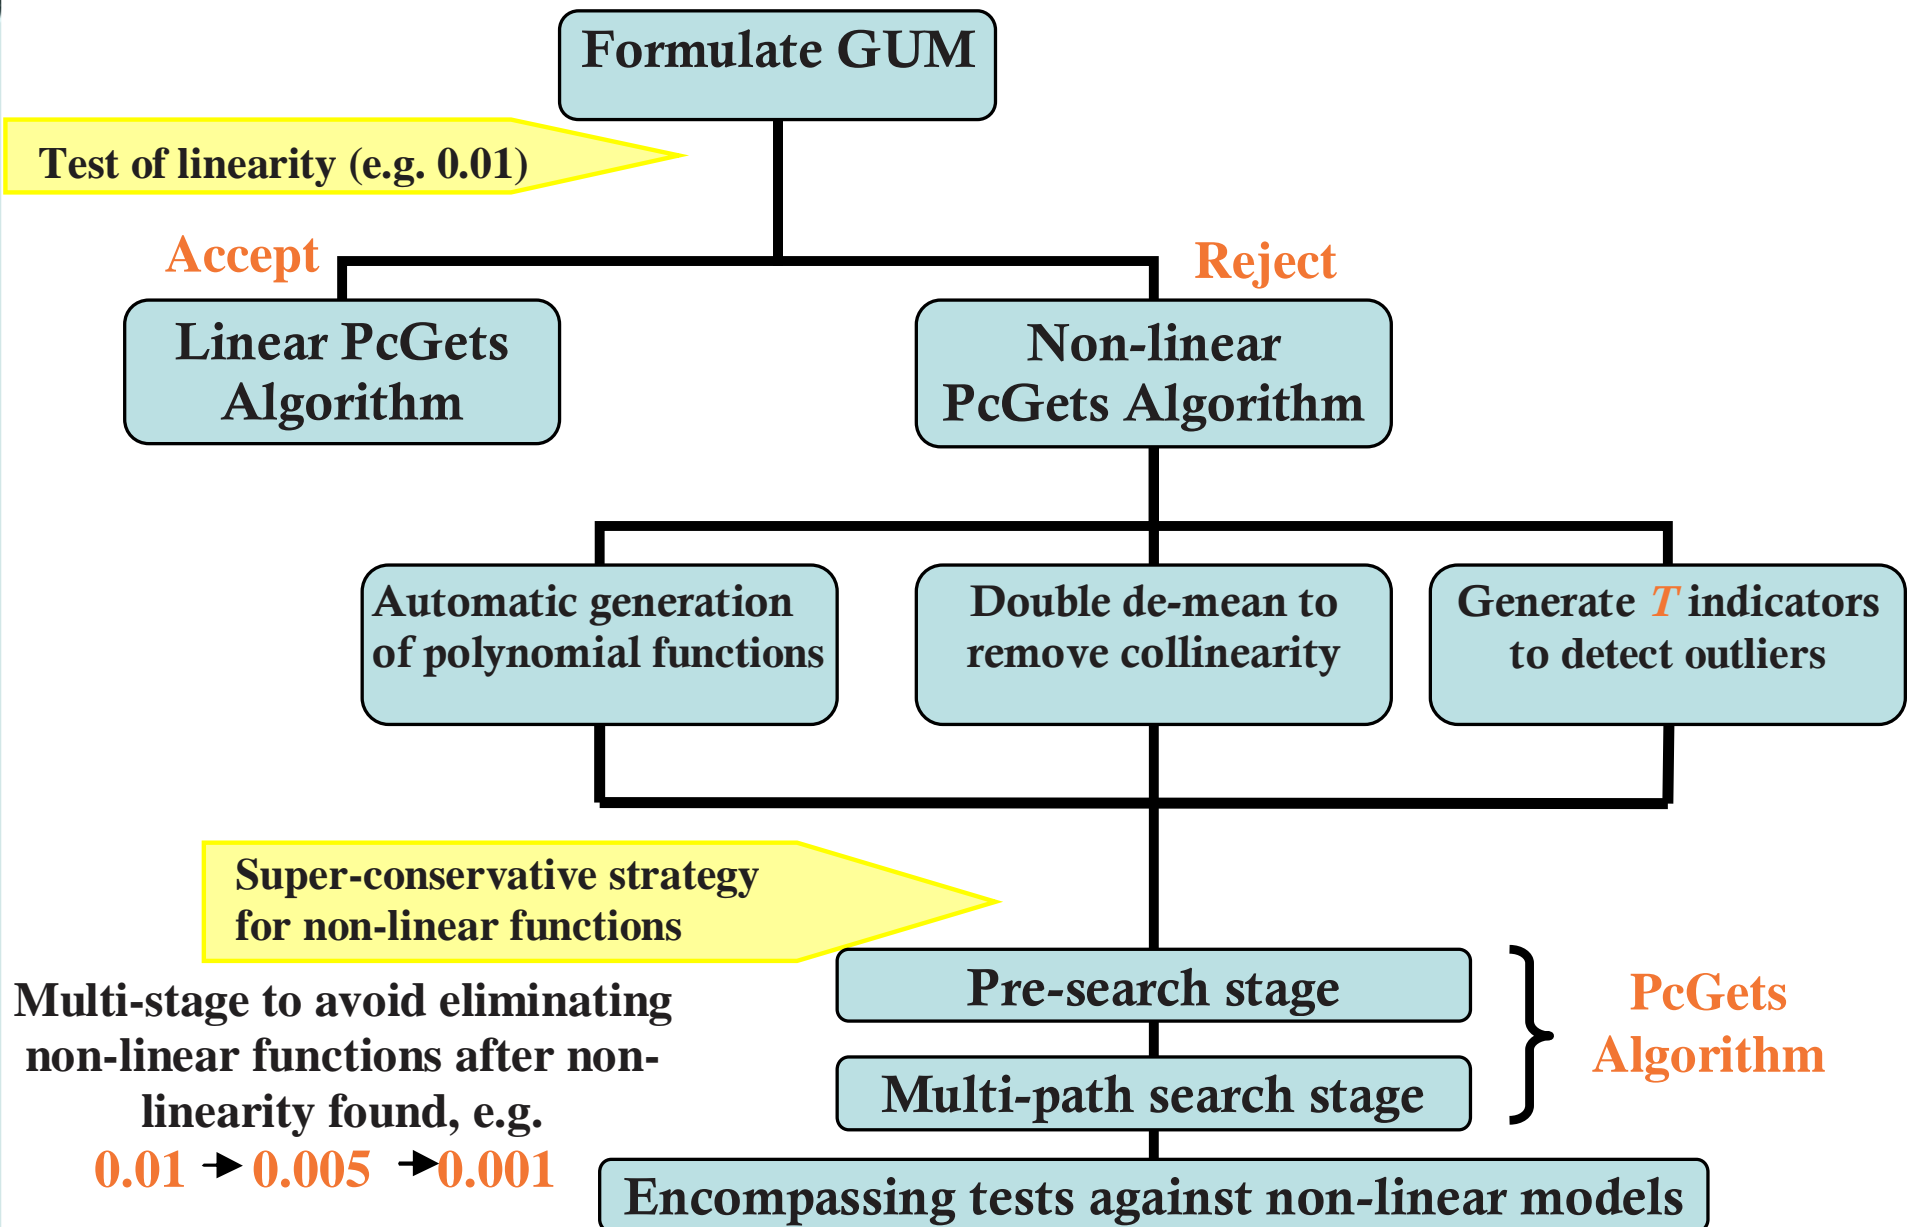 Formulate GUM
Test of linearity (e.g. 0.01)
Accept
Reject
Linear PcGets
Algorithm
Non-linear
PcGets Algorithm
Automatic generation
of polynomial functions
Double de-mean to
remove collinearity
Generate T indicators
to detect outliers
Super-conservative strategy
for non-linear functions
Multi-stage to avoid eliminating
non-linear functions after non-
linearity found, e.g.
0.01 → 0.005 → 0.001
Pre-search stage
Multi-path search stage
PcGets
Algorithm
Encompassing tests against non-linear models